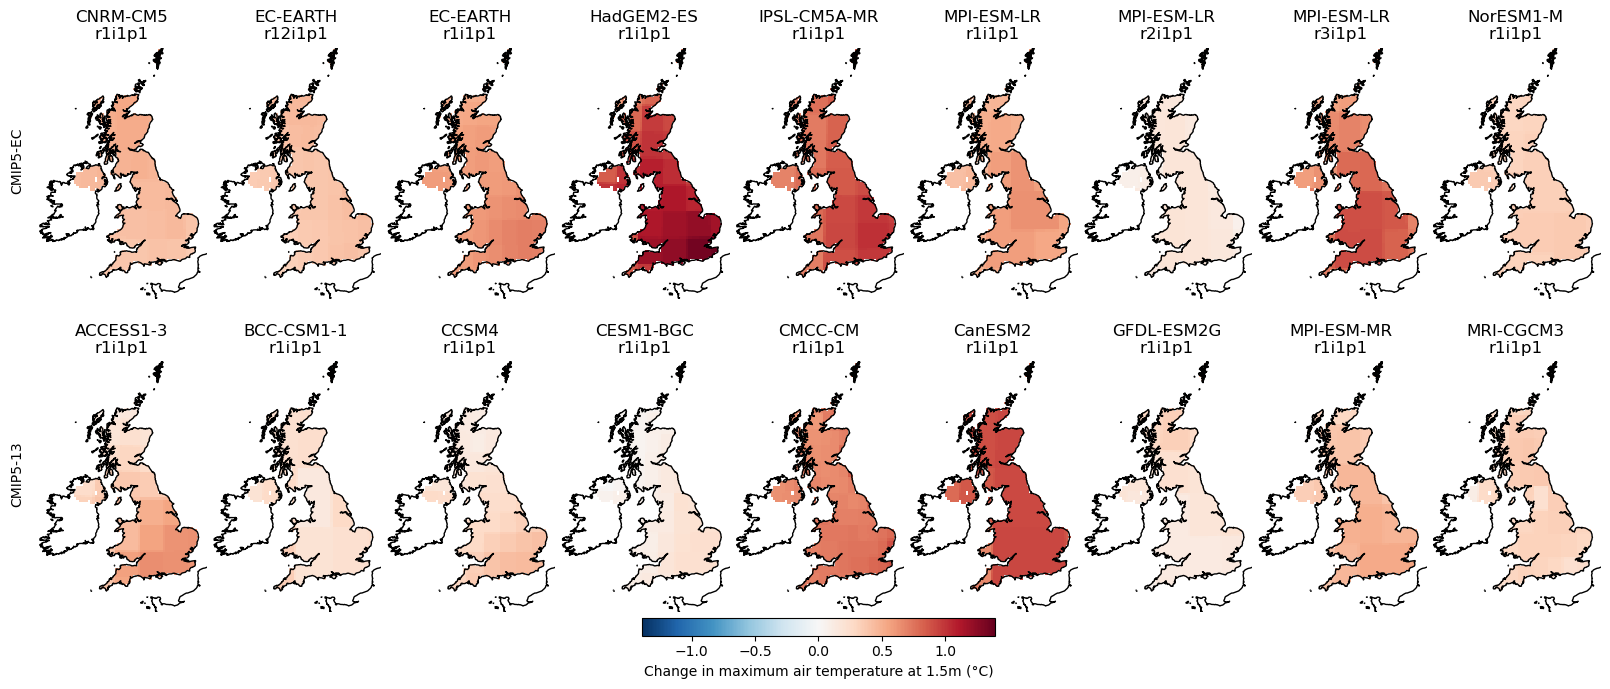 CNRM-CM5 EC-EARTH EC-EARTH HadGEM2-ES IPSL-CM5A-MR MPI-ESM-LR MPI-ESM-LR MPI-ESM-LR NorESM1-M
r1i1p1 r12i1p1 r1i1p1 r1i1p1 r1i1p1 r1i1p1 r2i1p1 r3i1p1 r1i1p1
CMIP5-EC
ACCESS1-3 BCC-CSM1-1 CCSM4 CESM1-BGC CMCC-CM CanESM2 GFDL-ESM2G MPI-ESM-MR MRI-CGCM3
r1i1p1 r1i1p1 r1i1p1 r1i1p1 r1i1p1 r1i1p1 r1i1p1 r1i1p1 r1i1p1
CMIP5-13
−1.0 −0.5 0.0 0.5 1.0
Change in maximum air temperature at 1.5m (°C)